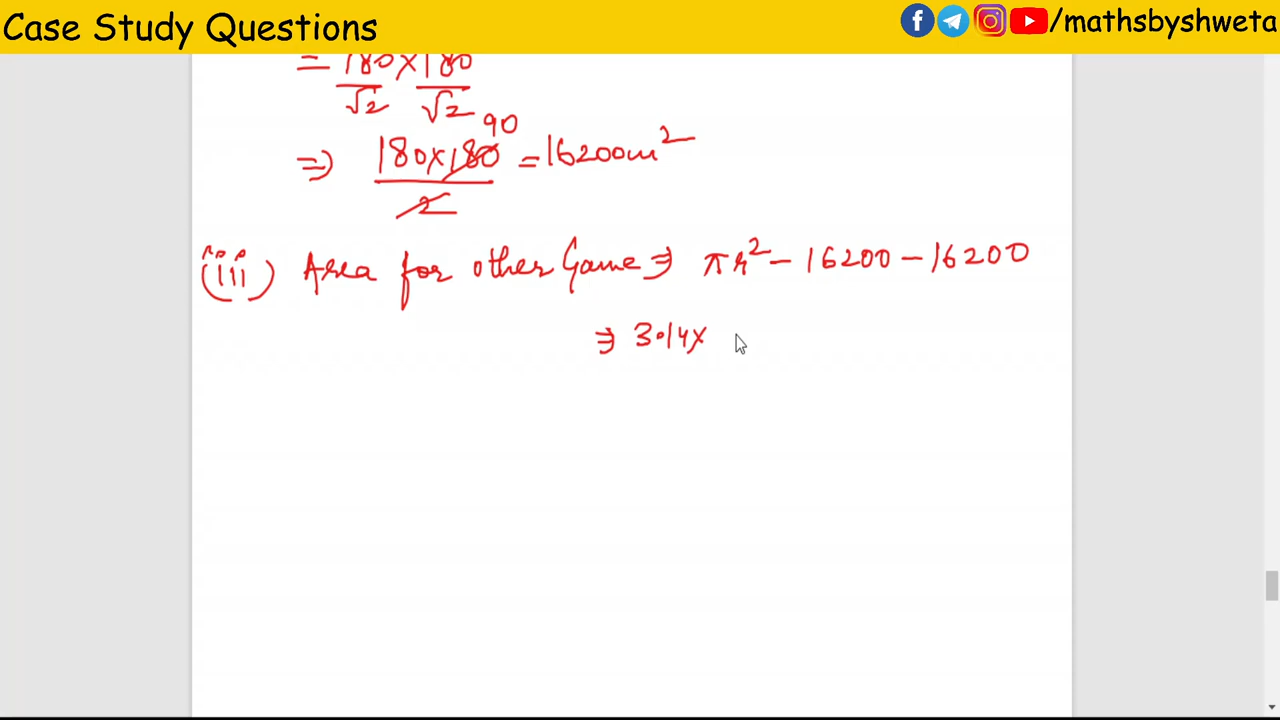 Case Study Questions
/mathsbyshweta
= 180 × 180
√2 √2
90
⇒ 180×180 = 16200m²
2
(iii) Area for other Game ⇒ πr² - 16200 - 16200
⇒ 3.14×